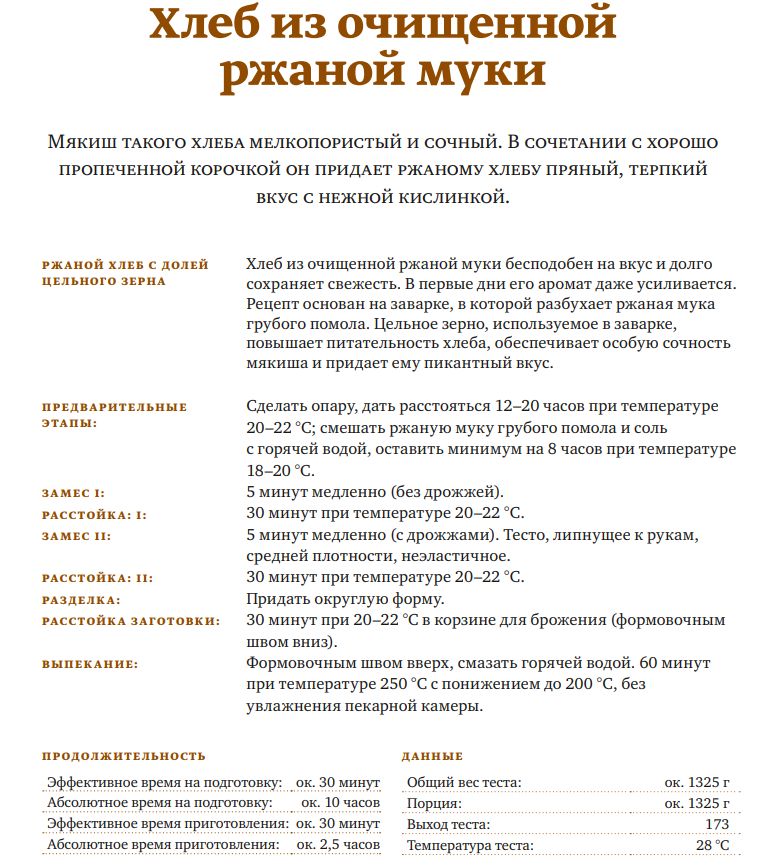 Хлеб из очищенной
ржаной муки
Мякиш такого хлеба мелкопористый и сочный. В сочетании с хорошо
пропеченной корочкой он придает ржаному хлебу пряный, терпкий
вкус с нежной кислинкой.
РЖАНОЙ ХЛЕБ С ДОЛЕЙ
ЦЕЛЬНОГО ЗЕРНА
Хлеб из очищенной ржаной муки бесподобен на вкус и долго
сохраняет свежесть. В первые дни его аромат даже усиливается.
Рецепт основан на заварке, в которой разбухает ржаная мука
грубого помола. Цельное зерно, используемое в заварке,
повышает питательность хлеба, обеспечивает особую сочность
мякиша и придает ему пикантный вкус.
ПРЕДВАРИТЕЛЬНЫЕ
ЭТАПЫ:
Сделать опару, дать расстояться 12–20 часов при температуре
20–22 °C; смешать ржаную муку грубого помола и соль
с горячей водой, оставить минимум на 8 часов при температуре
18–20 °C.
ЗАМЕС I: 5 минут медленно (без дрожжей).
РАССТОЙКА: I: 30 минут при температуре 20–22 °C.
ЗАМЕС II: 5 минут медленно (с дрожжами). Тесто, липнущее к рукам,
средней плотности, неэластичное.
РАССТОЙКА: II: 30 минут при температуре 20–22 °C.
РАЗДЕЛКА: Придать округлую форму.
РАССТОЙКА ЗАГОТОВКИ: 30 минут при 20–22 °C в корзине для брожения (формовочным
швом вниз).
ВЫПЕКАНИЕ: Формовочным швом вверх, смазать горячей водой. 60 минут
при температуре 250 °C с понижением до 200 °C, без
увлажнения пекарной камеры.
ПРОДОЛЖИТЕЛЬНОСТЬ
Эффективное время на подготовку: ок. 30 минут
Абсолютное время на подготовку: ок. 10 часов
Эффективное время приготовления: ок. 30 минут
Абсолютное время приготовления: ок. 2,5 часов
ДАННЫЕ
Общий вес теста: ок. 1325 г
Порция: ок. 1325 г
Выход теста: 173
Температура теста: 28 °C